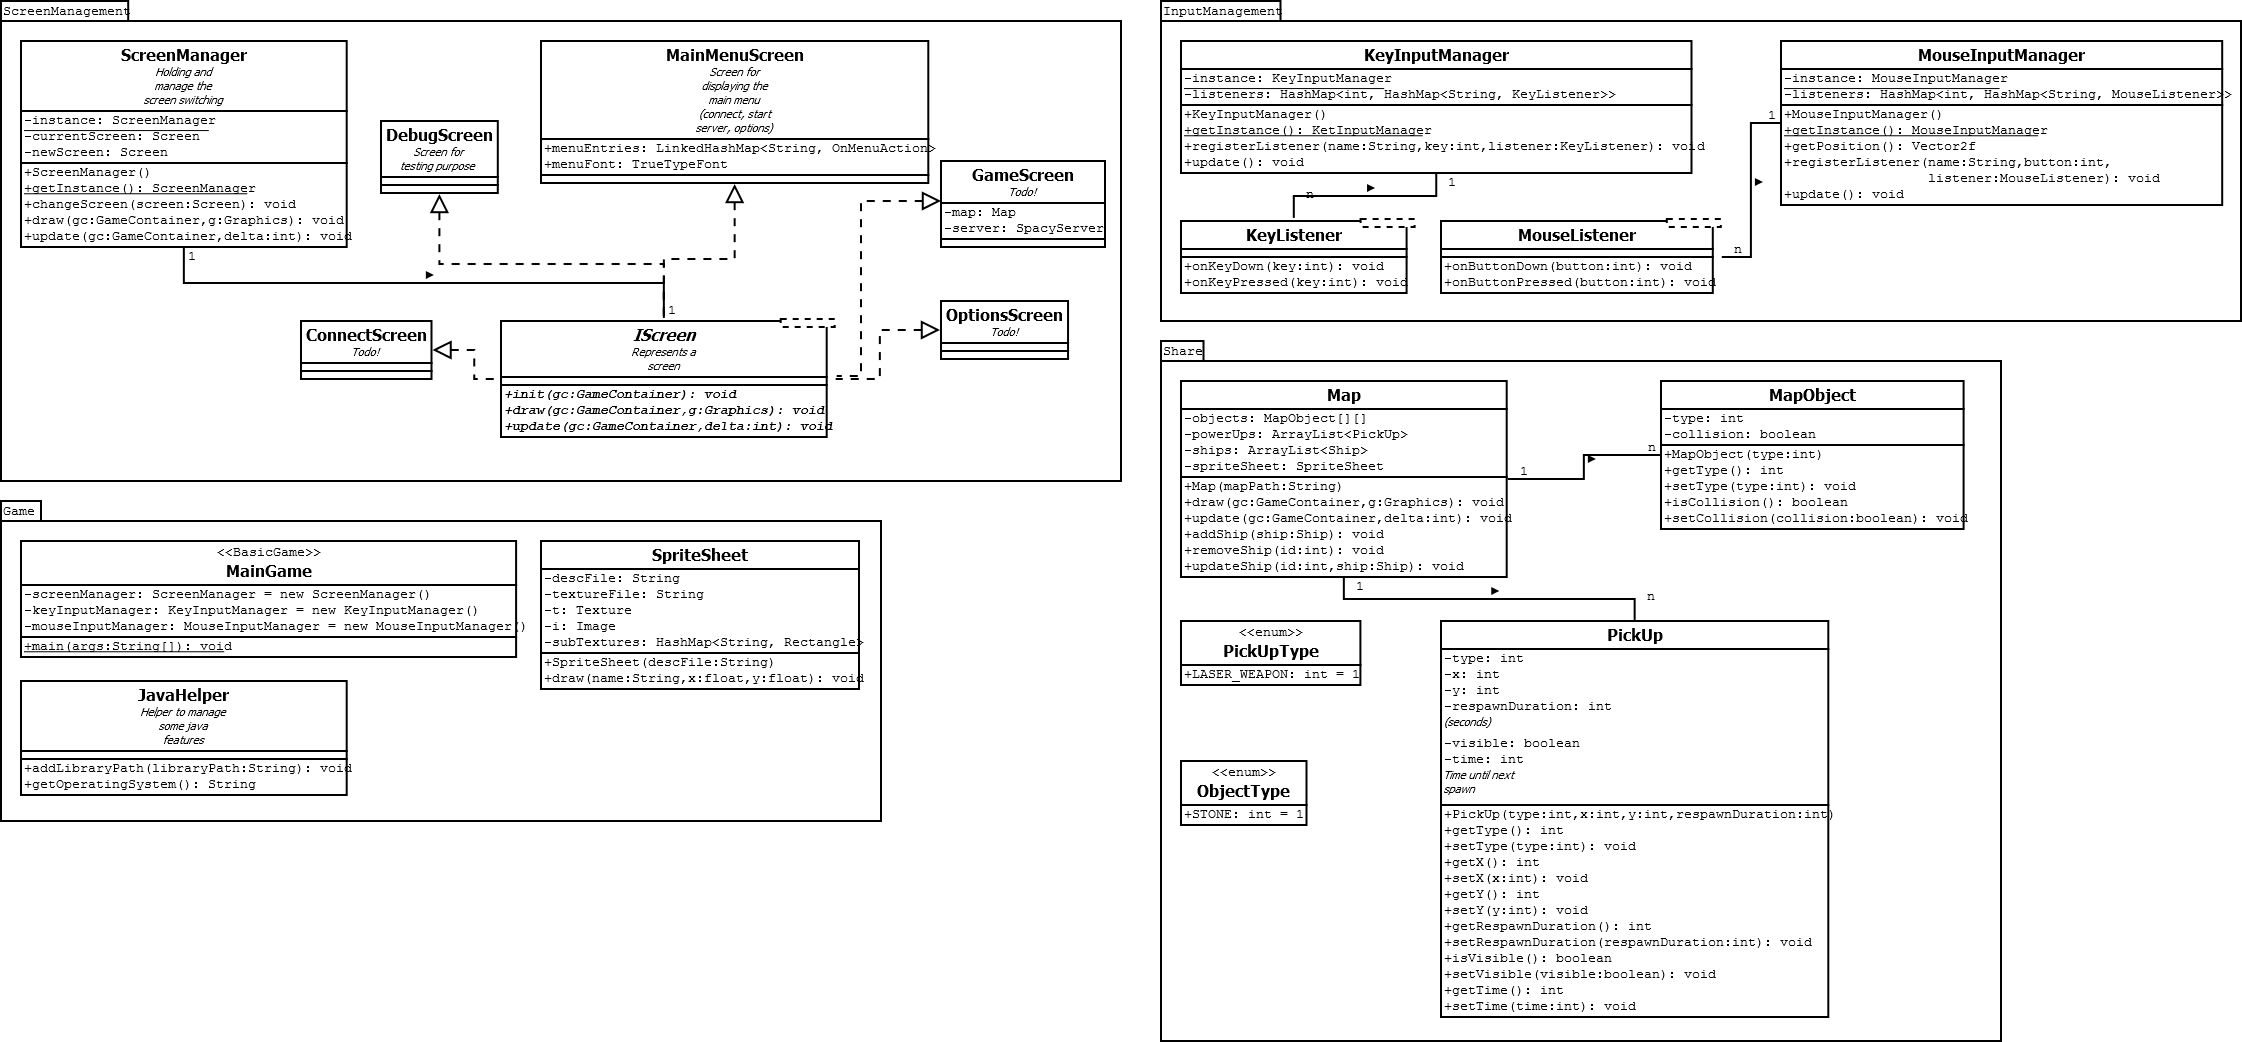 ScreenManagement
ScreenManager
Holding and
manage the
screen switching
-instance: ScreenManager
-currentScreen: Screen
-newScreen: Screen
+ScreenManager()
+getInstance(): ScreenManager
+changeScreen(screen:Screen): void
+draw(gc:GameContainer,g:Graphics): void
+update(gc:GameContainer,delta:int): void
1
DebugScreen
Screen for
testing purpose
MainMenuScreen
Screen for
displaying the
main menu
(connect, start
server, options)
+menuEntries: LinkedHashMap<String, OnMenuAction>
+menuFont: TrueTypeFont
GameScreen
Todo!
-map: Map
-server: SpacyServer
1
ConnectScreen
Todo!
IScreen
Represents a
screen
+init(gc:GameContainer): void
+draw(gc:GameContainer,g:Graphics): void
+update(gc:GameContainer,delta:int): void
OptionsScreen
Todo!
InputManagement
KeyInputManager
-instance: KeyInputManager
-listeners: HashMap<int, HashMap<String, KeyListener>>
+KeyInputManager()
+getInstance(): KetInputManager
+registerListener(name:String,key:int,listener:KeyListener): void
+update(): void
1
n
MouseInputManager
-instance: MouseInputManager
-listeners: HashMap<int, HashMap<String, MouseListener>>
+MouseInputManager()
+getInstance(): MouseInputManager
+getPosition(): Vector2f
+registerListener(name:String,button:int,
listener:MouseListener): void
+update(): void
1
n
KeyListener
+onKeyDown(key:int): void
+onKeyPressed(key:int): void
MouseListener
+onButtonDown(button:int): void
+onButtonPressed(button:int): void
Game
<<BasicGame>>
MainGame
-screenManager: ScreenManager = new ScreenManager()
-keyInputManager: KeyInputManager = new KeyInputManager()
-mouseInputManager: MouseInputManager = new MouseInputManager()
+main(args:String[]): void
SpriteSheet
-descFile: String
-textureFile: String
-t: Texture
-i: Image
-subTextures: HashMap<String, Rectangle>
+SpriteSheet(descFile:String)
+draw(name:String,x:float,y:float): void
JavaHelper
Helper to manage
some java
features
+addLibraryPath(libraryPath:String): void
+getOperatingSystem(): String
Share
Map
-objects: MapObject[][]
-powerUps: ArrayList<PickUp>
-ships: ArrayList<Ship>
-spriteSheet: SpriteSheet
+Map(mapPath:String)
+draw(gc:GameContainer,g:Graphics): void
+update(gc:GameContainer,delta:int): void
+addShip(ship:Ship): void
+removeShip(id:int): void
+updateShip(id:int,ship:Ship): void
1
n
MapObject
-type: int
-collision: boolean
+MapObject(type:int)
+getType(): int
+setType(type:int): void
+isCollision(): boolean
+setCollision(collision:boolean): void
1
n
<<enum>>
PickUpType
+LASER_WEAPON: int = 1
<<enum>>
ObjectType
+STONE: int = 1
PickUp
-type: int
-x: int
-y: int
-respawnDuration: int
(seconds)
-visible: boolean
-time: int
Time until next
spawn
+PickUp(type:int,x:int,y:int,respawnDuration:int)
+getType(): int
+setType(type:int): void
+getX(): int
+setX(x:int): void
+getY(): int
+setY(y:int): void
+getRespawnDuration(): int
+setRespawnDuration(respawnDuration:int): void
+isVisible(): boolean
+setVisible(visible:boolean): void
+getTime(): int
+setTime(time:int): void